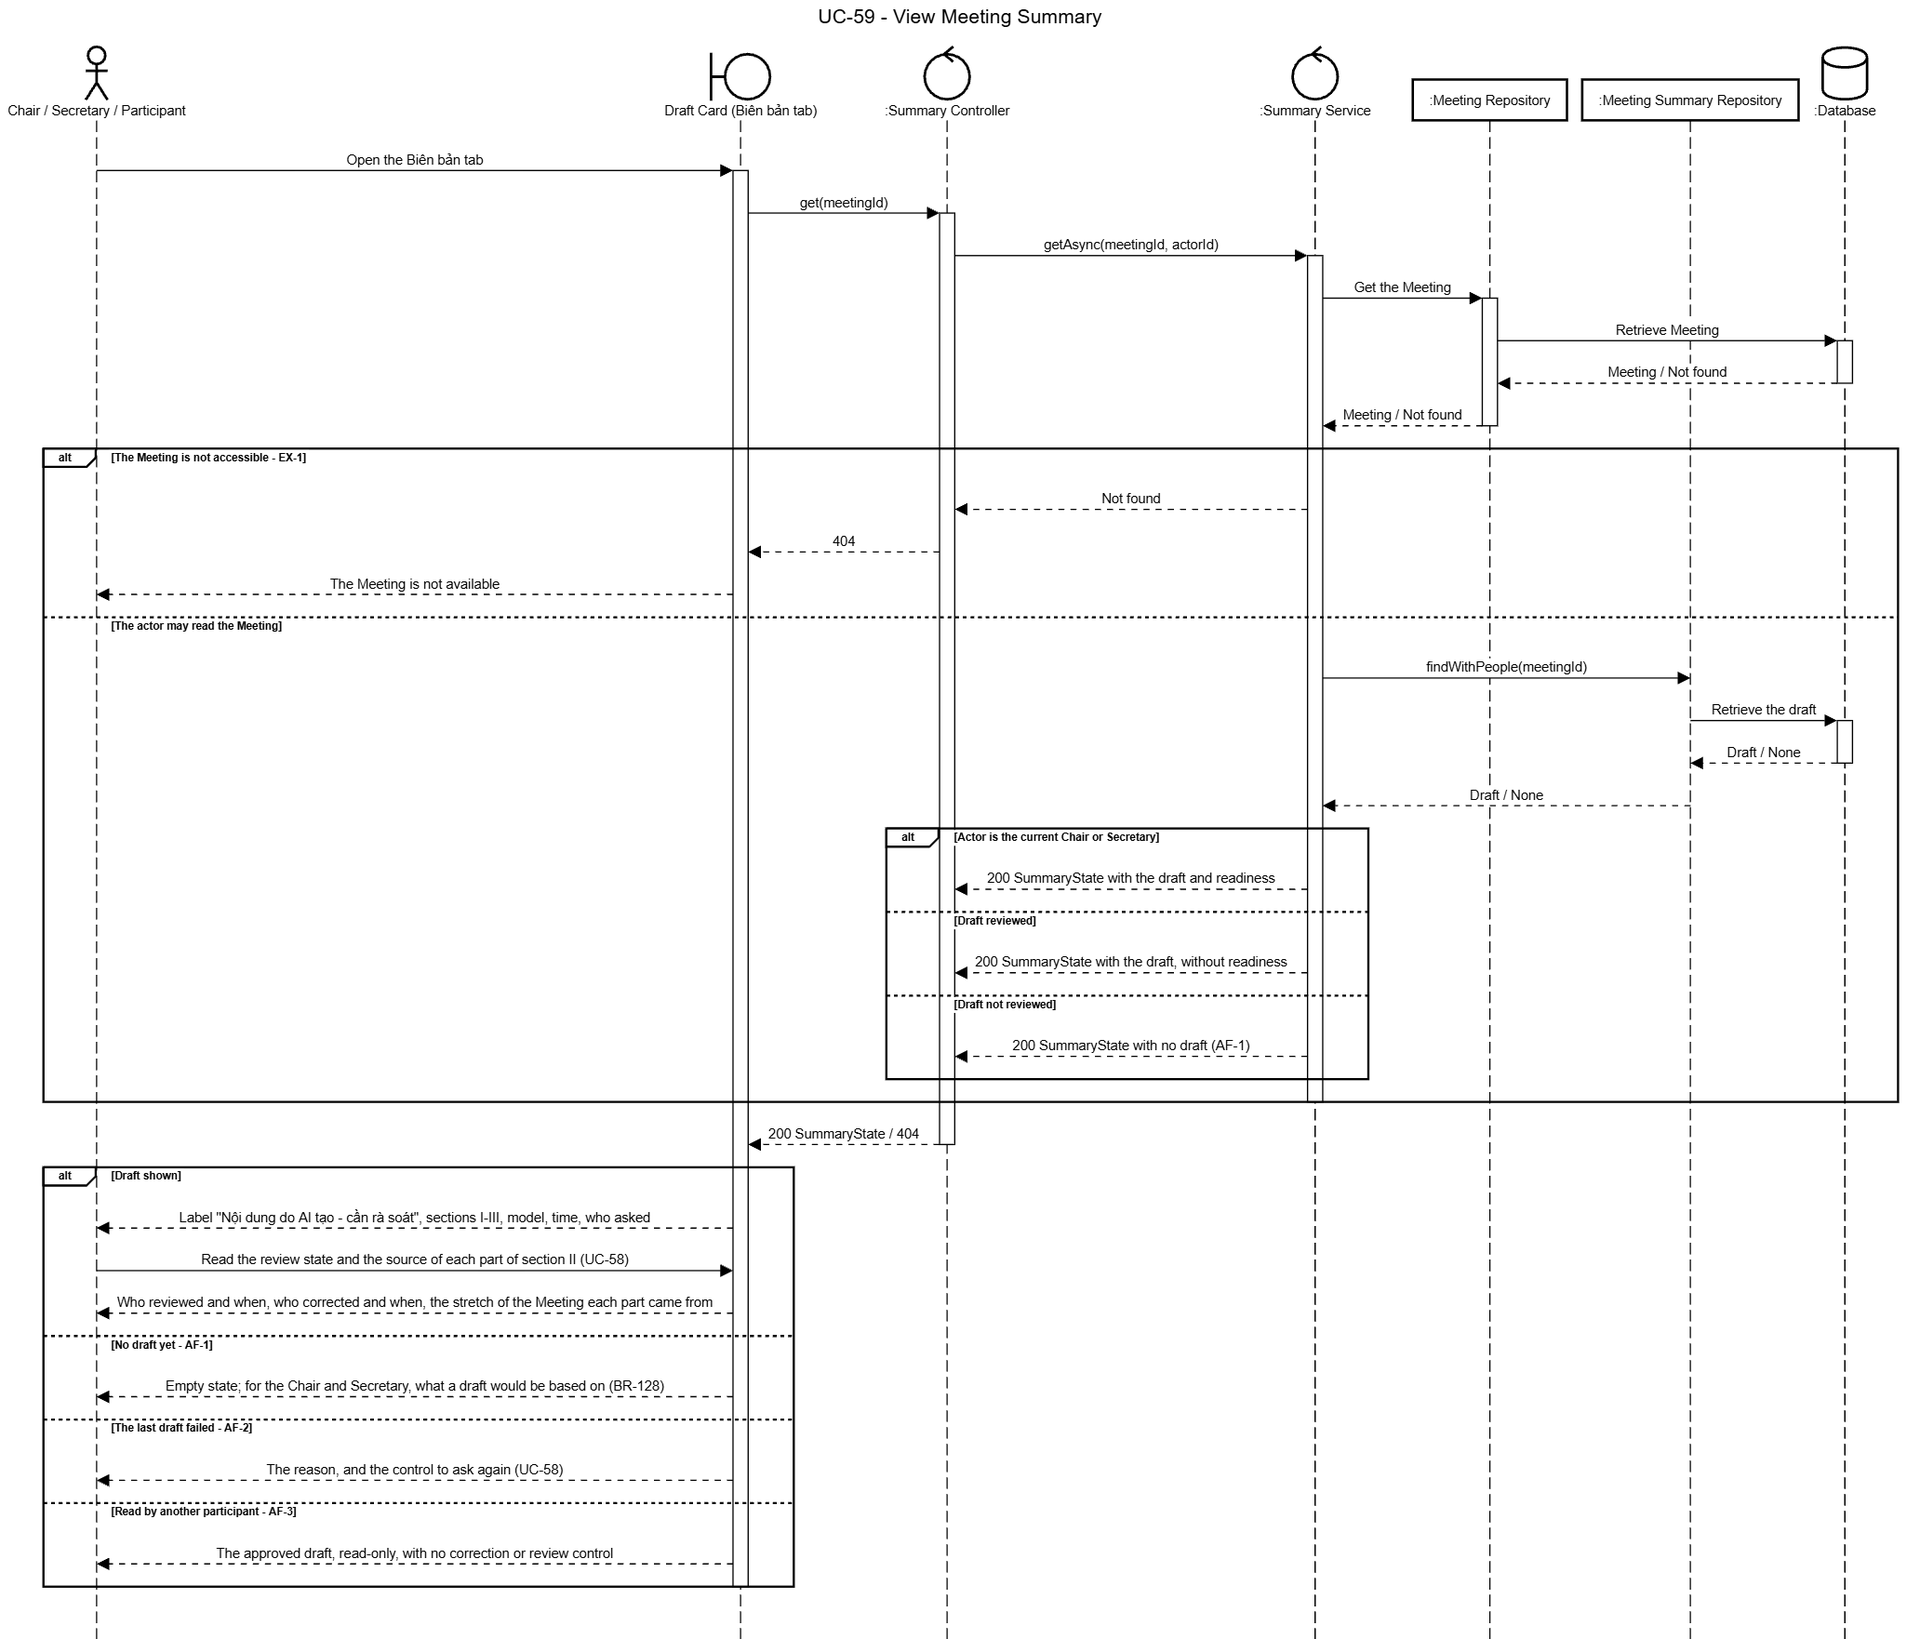 UC-59 - View Meeting Summary
Chair / Secretary / Participant
Draft Card (Biên bản tab)
:Summary Controller
:Summary Service
:Meeting Repository
:Meeting Summary Repository
:Database
Open the Biên bản tab
get(meetingId)
getAsync(meetingId, actorId)
Get the Meeting
Retrieve Meeting
Meeting / Not found
Meeting / Not found
alt
[The Meeting is not accessible - EX-1]
Not found
404
The Meeting is not available
[The actor may read the Meeting]
findWithPeople(meetingId)
Retrieve the draft
Draft / None
Draft / None
alt
[Actor is the current Chair or Secretary]
200 SummaryState with the draft and readiness
[Draft reviewed]
200 SummaryState with the draft, without readiness
[Draft not reviewed]
200 SummaryState with no draft (AF-1)
200 SummaryState / 404
alt
[Draft shown]
Label "Nội dung do AI tạo - cần rà soát", sections I-III, model, time, who asked
Read the review state and the source of each part of section II (UC-58)
Who reviewed and when, who corrected and when, the stretch of the Meeting each part came from
[No draft yet - AF-1]
Empty state; for the Chair and Secretary, what a draft would be based on (BR-128)
[The last draft failed - AF-2]
The reason, and the control to ask again (UC-58)
[Read by another participant - AF-3]
The approved draft, read-only, with no correction or review control